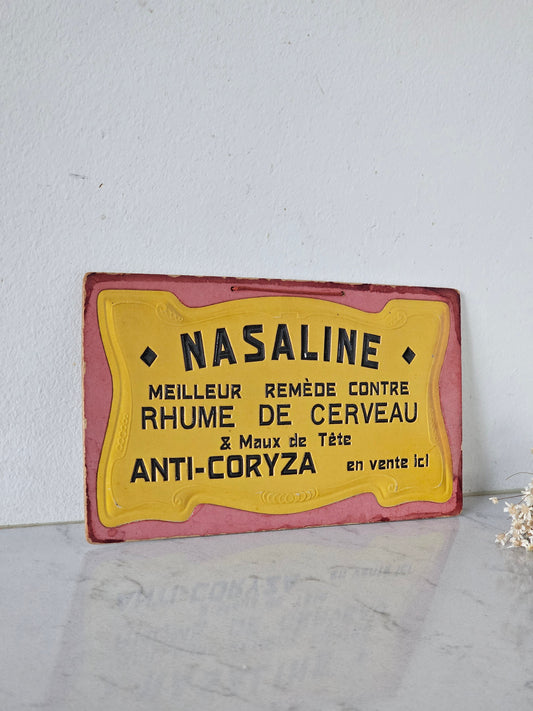 NASALINE
MEILLEUR REMÈDE CONTRE
RHUME DE CERVEAU
& Maux de Tête
ANTI-CORYZA en vente ici